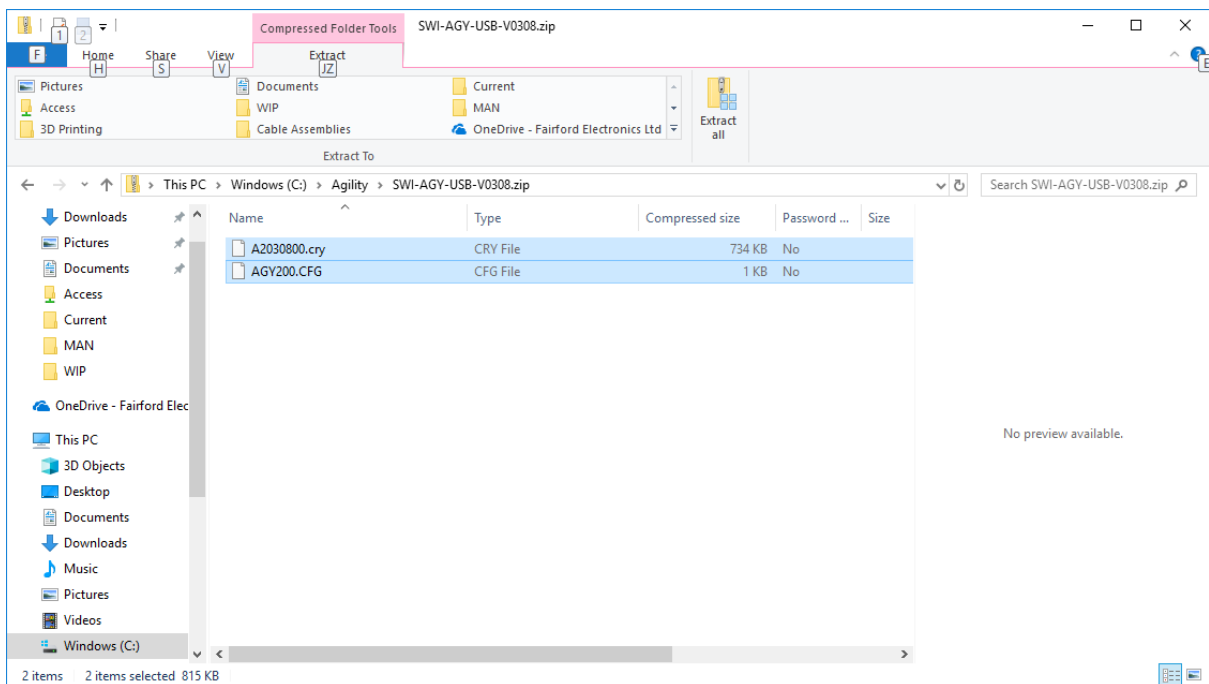 1 2 Compressed Folder Tools SWI-AGY-USB-V0308.zip
F Home Share View Extract
H S V JZ E
Pictures Documents Current
Access WIP MAN
3D Printing Cable Assemblies OneDrive - Fairford Electronics Ltd
Extract all
Extract To
This PC > Windows (C:) > Agility > SWI-AGY-USB-V0308.zip Search SWI-AGY-USB-V0308.zip
Name Type Compressed size Password ... Size
A2030800.cry CRY File 734 KB No
AGY200.CFG CFG File 1 KB No
Downloads
Pictures
Documents
Access
Current
MAN
WIP
OneDrive - Fairford Elec
This PC
3D Objects
Desktop
Documents
Downloads
Music
Pictures
Videos
Windows (C:)
No preview available.
2 items 2 items selected 815 KB